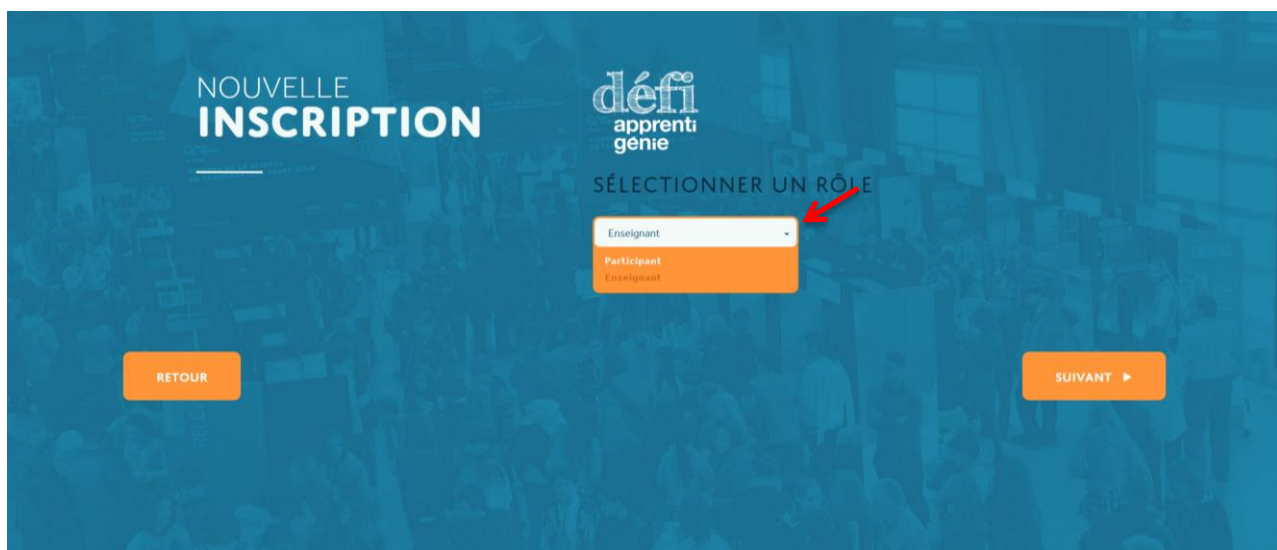 NOUVELLE
INSCRIPTION
défi
apprenti
génie
SÉLECTIONNER UN RÔLE
Enseignant
Participant
Enseignant
RETOUR
SUIVANT